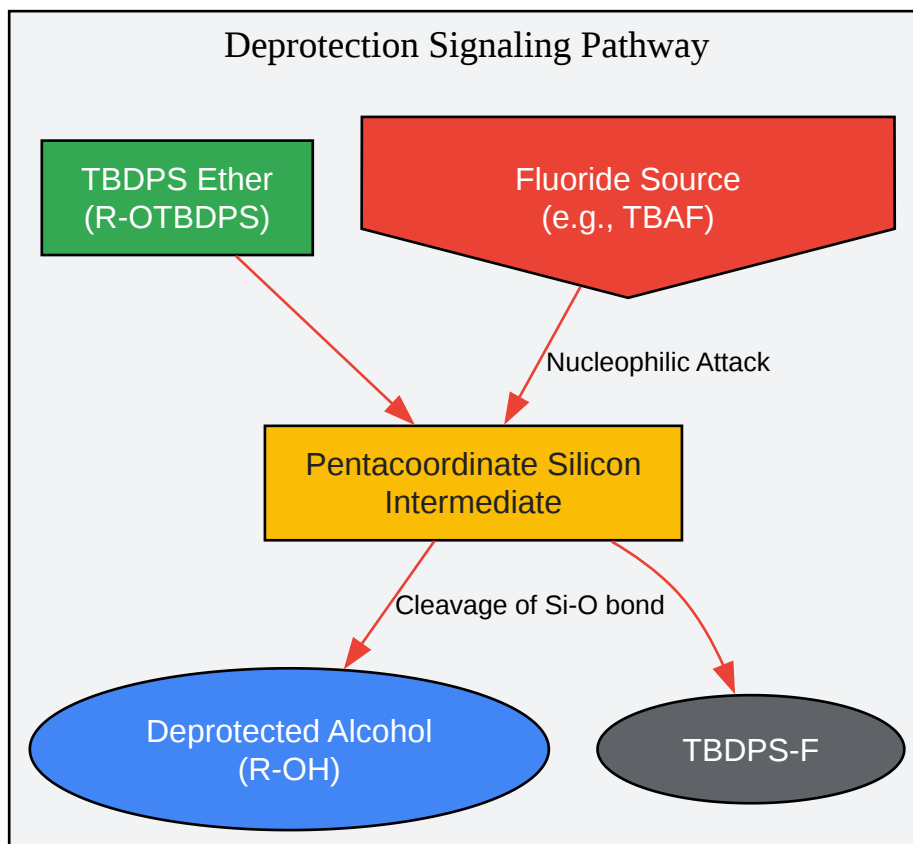 Deprotection Signaling Pathway
TBDPS Ether
(R-OTBDPS)
Fluoride Source
(e.g., TBAF)
Nucleophilic Attack
Pentacoordinate Silicon
Intermediate
Cleavage of Si-O bond
Deprotected Alcohol
(R-OH)
TBDPS-F